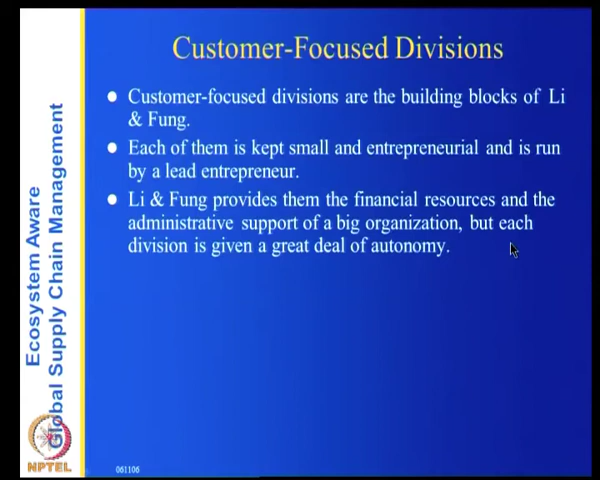 Customer-Focused Divisions
Customer-focused divisions are the building blocks of Li
& Fung.
Each of them is kept small and entrepreneurial and is run
by a lead entrepreneur.
Li & Fung provides them the financial resources and the
administrative support of a big organization, but each
division is given a great deal of autonomy.
Ecosystem Aware
Global Supply Chain Management
NPTEL
061106